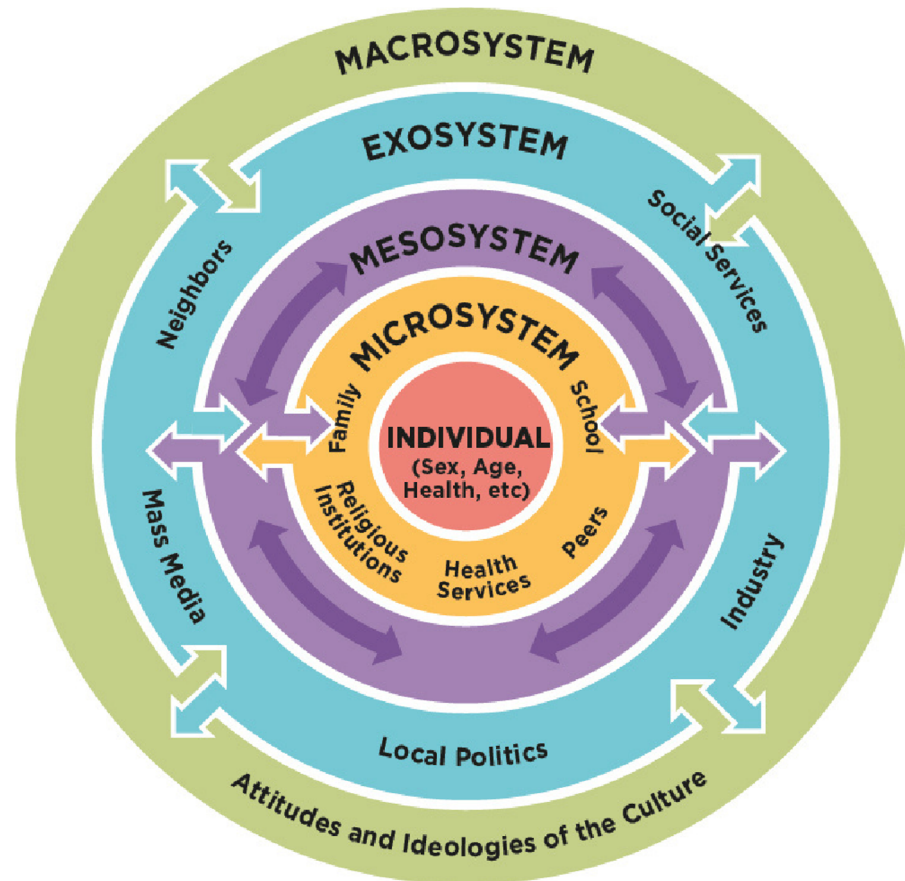 MACROSYSTEM
EXOSYSTEM
Neighbors
Social Services
MESOSYSTEM
MICROSYSTEM
Family
School
INDIVIDUAL
(Sex, Age,
Health, etc)
Religious
Institutions
Health
Services
Peers
Mass Media
Industry
Local Politics
Attitudes and Ideologies of the Culture